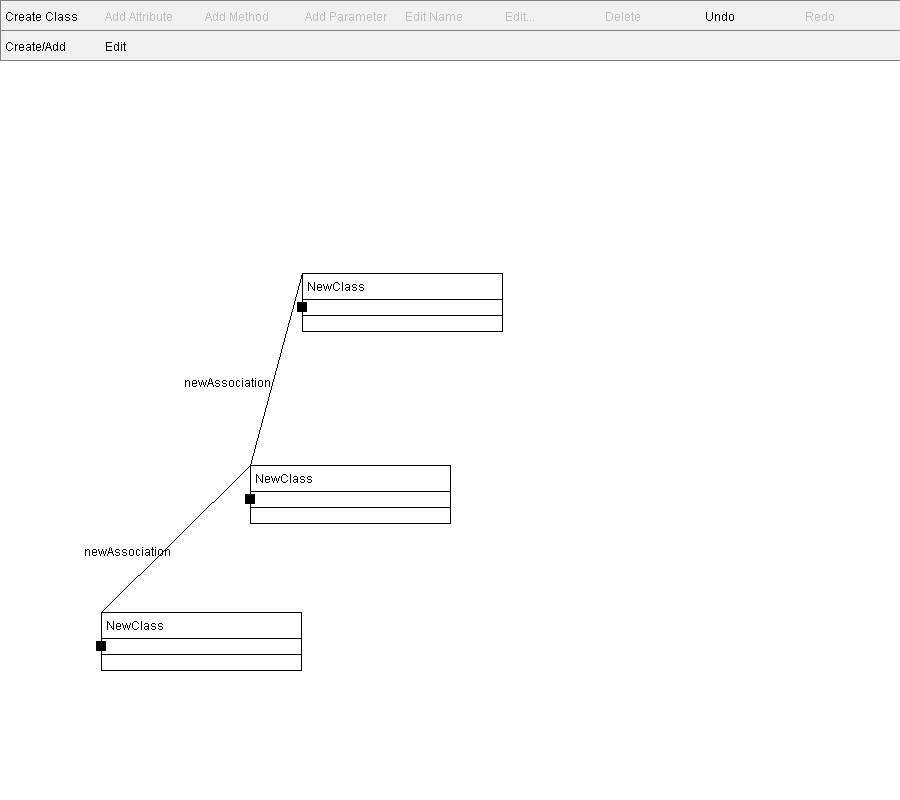 Create Class Add Attribute Add Method Add Parameter Edit Name Edit... Delete Undo Redo
Create/Add Edit
NewClass
newAssociation
NewClass
newAssociation
NewClass